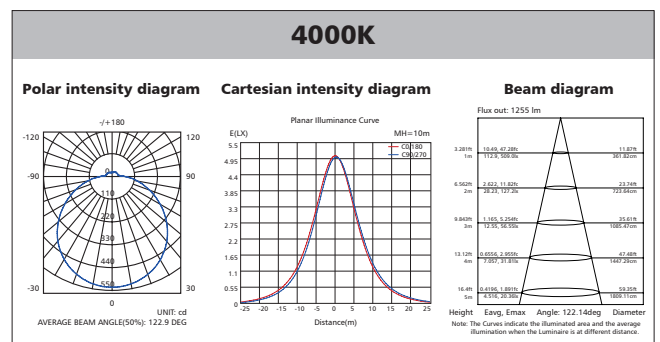 4000K
Polar intensity diagram
-/+180
-120
120
-90
90
0
110
220
330
440
550
-30
30
0
UNIT: cd
AVERAGE BEAM ANGLE(50%): 122.9 DEG
Cartesian intensity diagram
Planar Illuminance Curve
E(LX)
MH=10m
C0/180
C90/270
5.5
4.95
4.4
3.85
3.3
2.75
2.2
1.65
1.1
0.55
0
-25 -20 -15 -10 -5 0 5 10 15 20 25
Distance(m)
Beam diagram
Flux out: 1255 lm
3.281ft 10.49, 47.28fc 11.87ft
1m 112.9, 509.0lx 361.82cm
6.562ft 2.622, 11.82fc 23.74ft
2m 28.23, 127.2lx 723.64cm
9.843ft 1.165, 5.254fc 35.61ft
3m 12.55, 56.55lx 1085.47cm
13.12ft 0.6556, 2.955fc 47.48ft
4m 7.057, 31.81lx 1447.29cm
16.4ft 0.4196, 1.891fc 59.35ft
5m 4.516, 20.36lx 1809.11cm
Height Eavg, Emax Angle: 122.14deg Diameter
Note: The Curves indicate the illuminated area and the average
illumination when the Luminaire is at different distance.